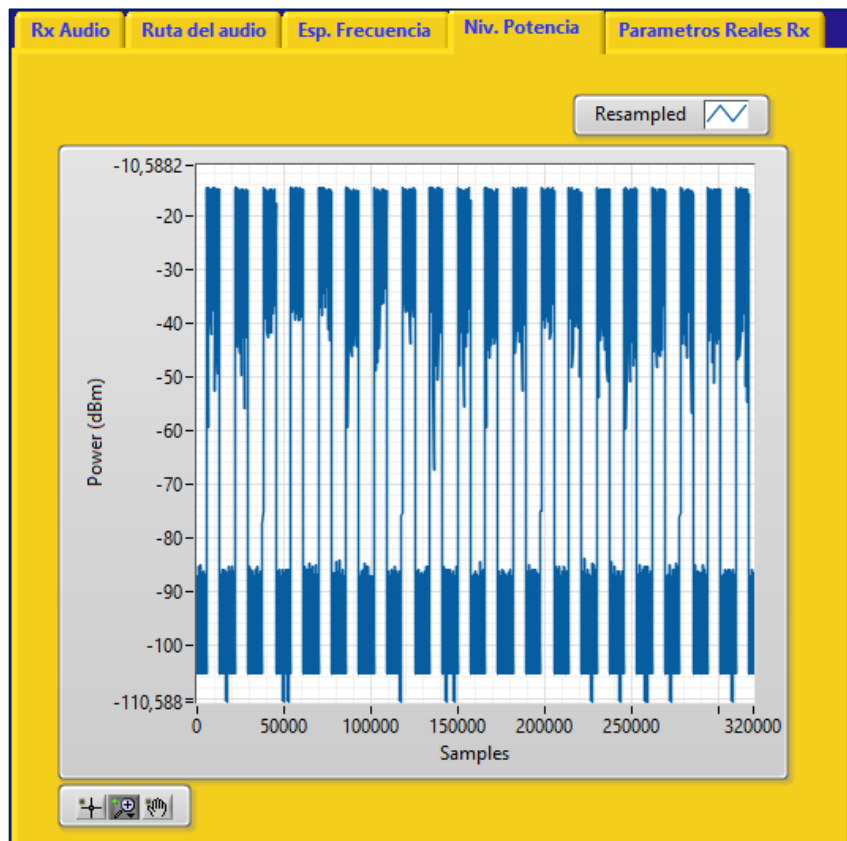 Rx Audio Ruta del audio Esp. Frecuencia Niv. Potencia Parametros Reales Rx
Resampled
-10,5882
-20
-30
-40
-50
-60
-70
-80
-90
-100
-110,588
Power (dBm)
0 50000 100000 150000 200000 250000 320000
Samples